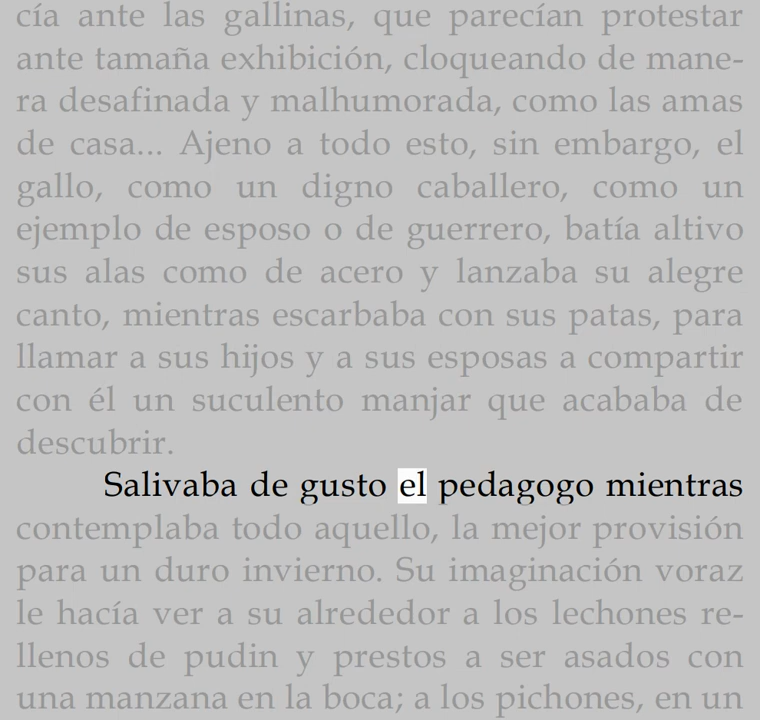 cía ante las gallinas, que parecían protestar
ante tamaña exhibición, cloqueando de mane-
ra desafinada y malhumorada, como las amas
de casa... Ajeno a todo esto, sin embargo, el
gallo, como un digno caballero, como un
ejemplo de esposo o de guerrero, batía altivo
sus alas como de acero y lanzaba su alegre
canto, mientras escarbaba con sus patas, para
llamar a sus hijos y a sus esposas a compartir
con él un suculento manjar que acababa de
descubrir.
Salivaba de gusto el pedagogo mientras
contemplaba todo aquello, la mejor provisión
para un duro invierno. Su imaginación voraz
le hacía ver a su alrededor a los lechones re-
llenos de pudin y prestos a ser asados con
una manzana en la boca; a los pichones, en un